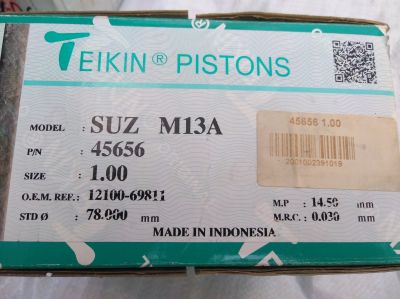 TEIKIN® PISTONS
MODEL : SUZ M13A
P/N : 45656
SIZE : 1.00
O.E.M. REF.: 12100-69811
STD Ø : 78.000 mm
45656 1.00
2001002391019
M.P : 14.50 mm
M.R.C. : 0.030 mm
MADE IN INDONESIA